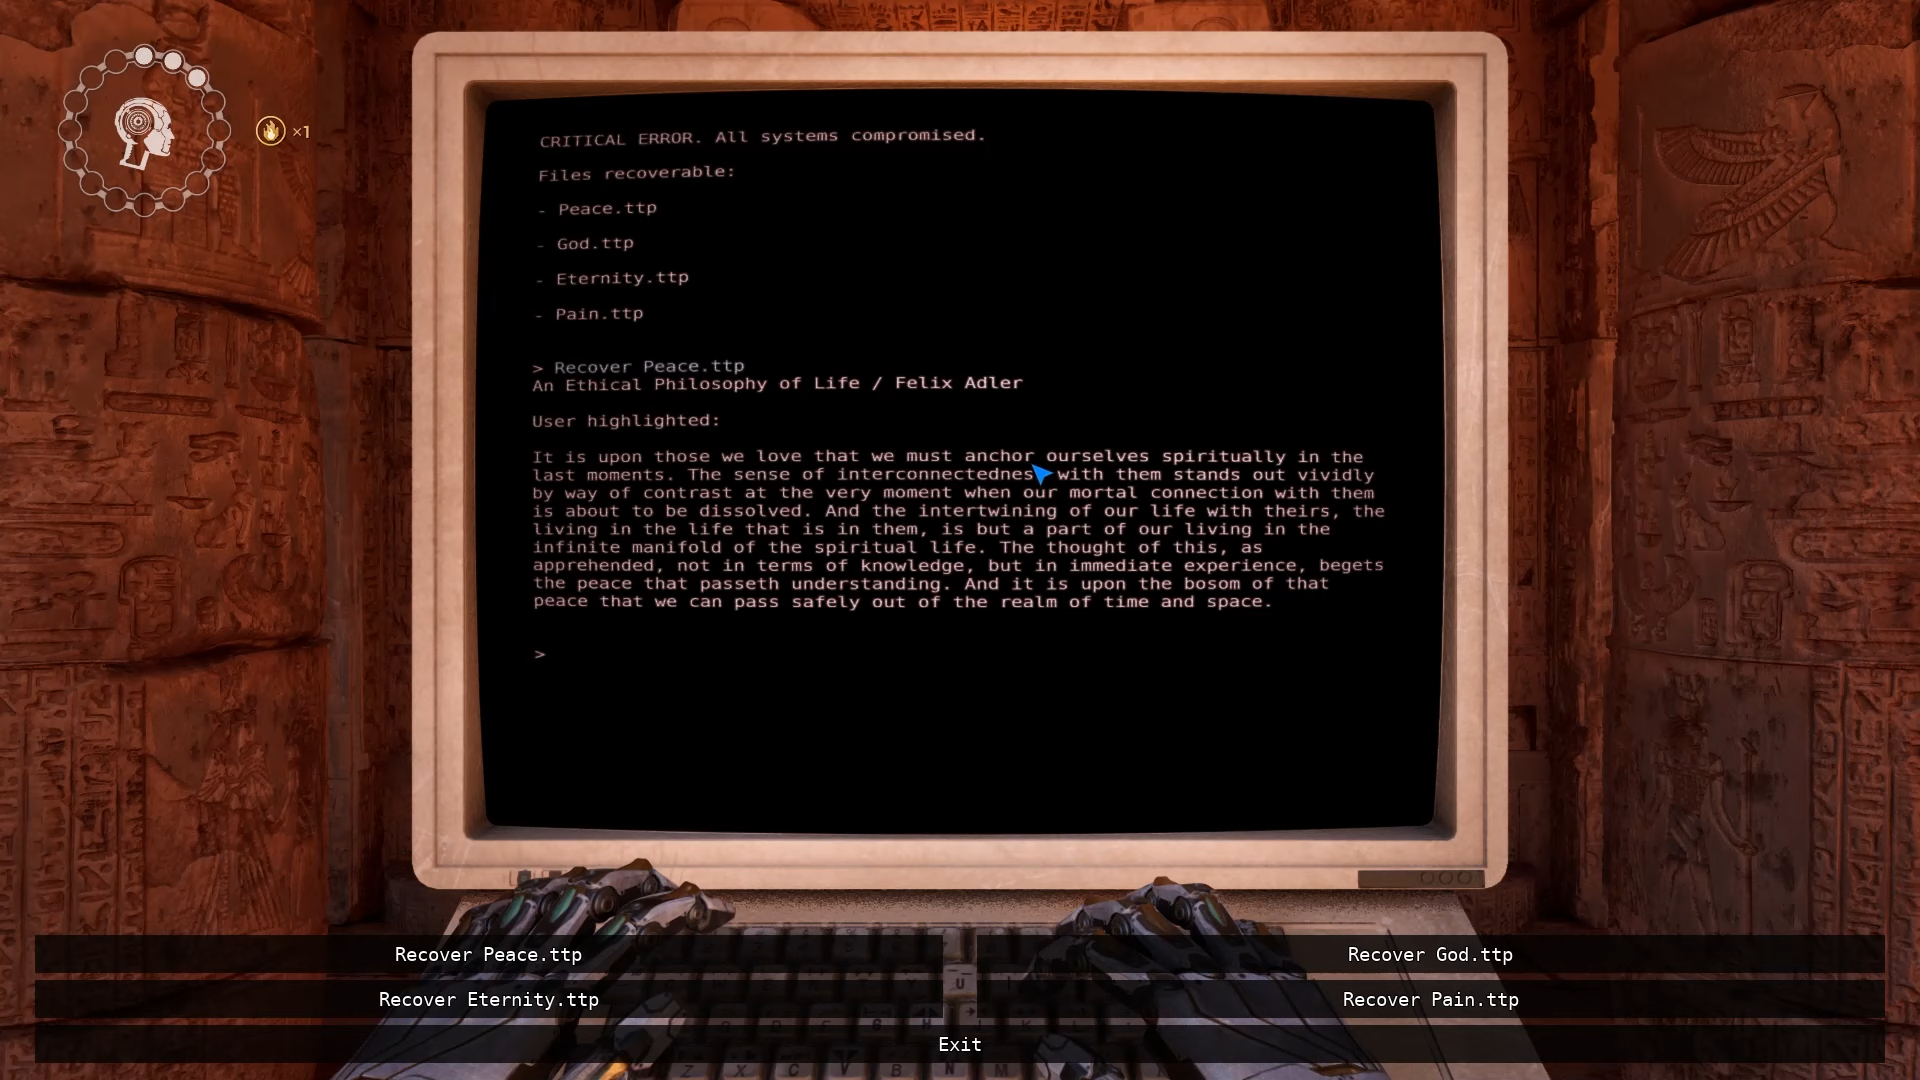 ×1
CRITICAL ERROR. All systems compromised.
Files recoverable:
- Peace.ttp
- God.ttp
- Eternity.ttp
- Pain.ttp
> Recover Peace.ttp
An Ethical Philosophy of Life / Felix Adler
User highlighted:
It is upon those we love that we must anchor ourselves spiritually in the
last moments. The sense of interconnectedness with them stands out vividly
by way of contrast at the very moment when our mortal connection with them
is about to be dissolved. And the intertwining of our life with theirs, the
living in the life that is in them, is but a part of our living in the
infinite manifold of the spiritual life. The thought of this, as
apprehended, not in terms of knowledge, but in immediate experience, begets
the peace that passeth understanding. And it is upon the bosom of that
peace that we can pass safely out of the realm of time and space.
>
Recover Peace.ttp
Recover God.ttp
Recover Eternity.ttp
Recover Pain.ttp
Exit
U
Z X C V B N M